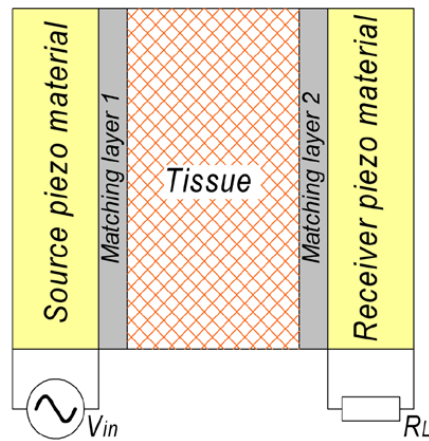 Source piezo material
Matching layer 1
Tissue
Matching layer 2
Receiver piezo material
Vin
RL